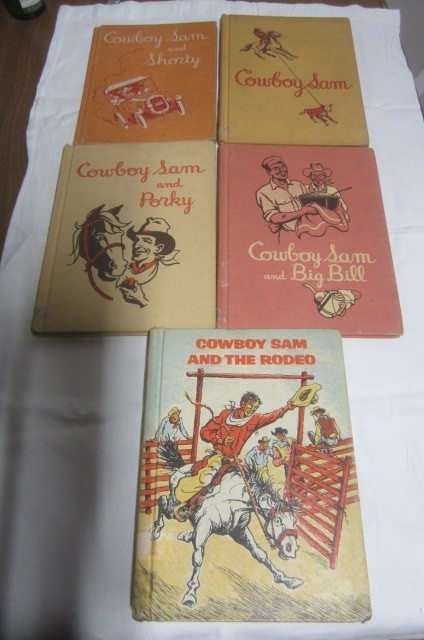 Cowboy Sam
and
Shorty
Cowboy Sam
Cowboy Sam
and
Porky
Cowboy Sam
and Big Bill
COWBOY SAM
AND THE RODEO